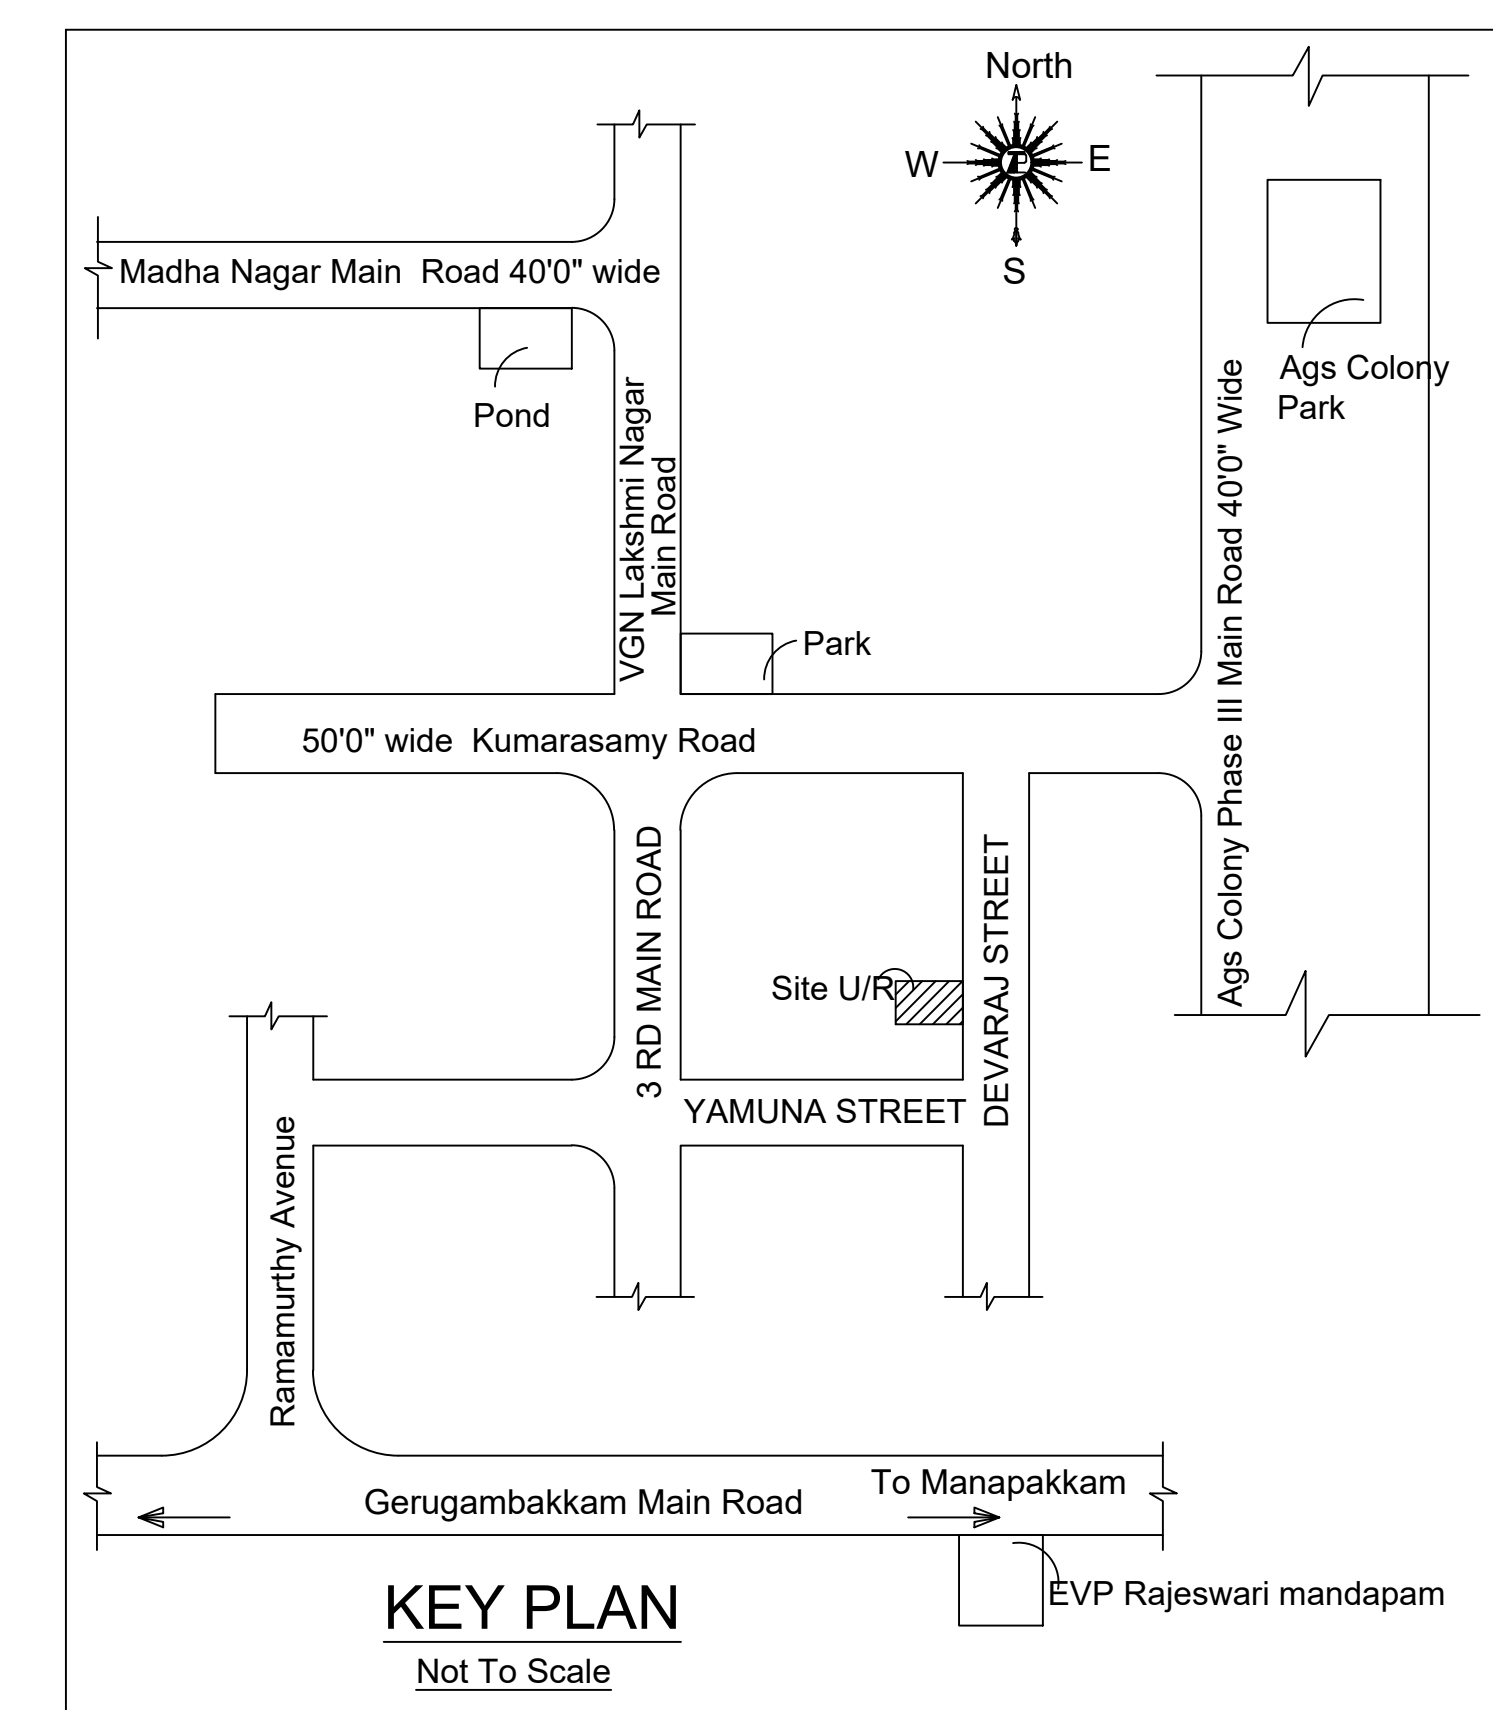 North
W
E
S
Madha Nagar Main Road 40'0" wide
Pond
Ags Colony
Park
VGN Lakshmi Nagar
Main Road
Ags Colony Phase III Main Road 40'0" Wide
Park
50'0" wide Kumarasamy Road
3 RD MAIN ROAD
DEVARAJ STREET
Site U/R
YAMUNA STREET
Ramamurthy Avenue
To Manapakkam
Gerugambakkam Main Road
EVP Rajeswari mandapam
KEY PLAN
Not To Scale